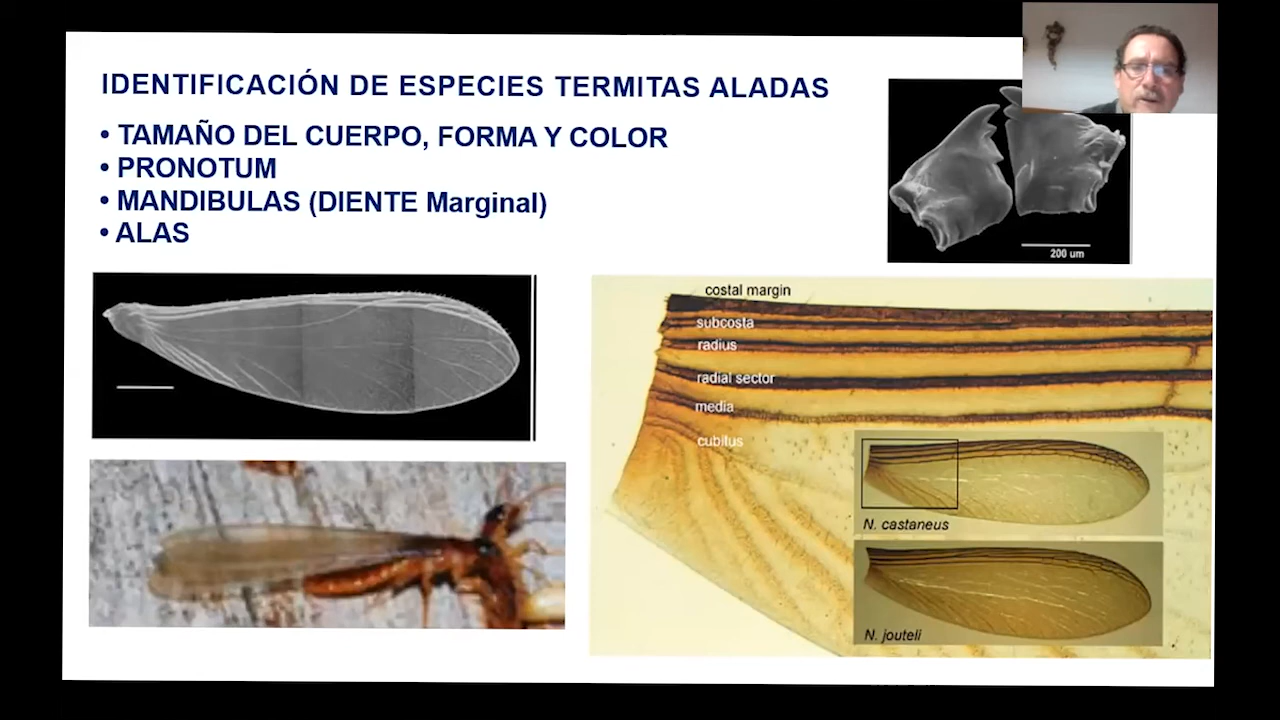 IDENTIFICACIÓN DE ESPECIES TERMITAS ALADAS
• TAMAÑO DEL CUERPO, FORMA Y COLOR
• PRONOTUM
• MANDIBULAS (DIENTE Marginal)
• ALAS
200 um
costal margin
subcosta
radius
radial sector
media
cubitus
N. castaneus
N. jouteli